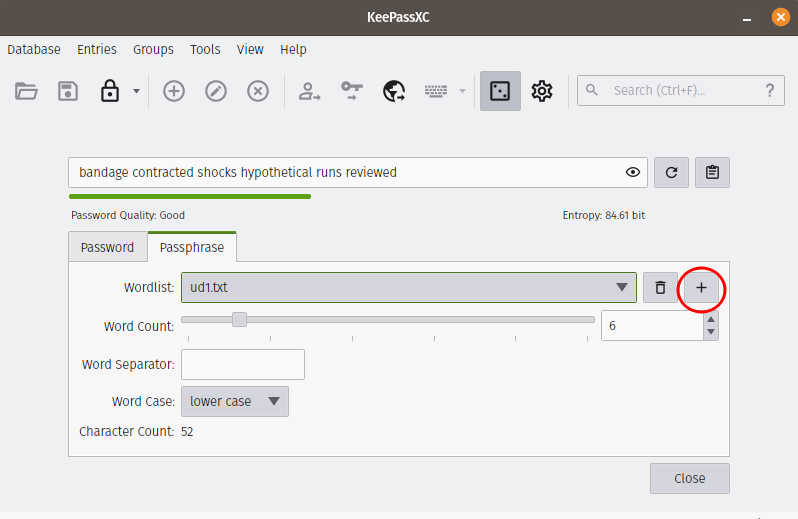 KeePassXC
Database Entries Groups Tools View Help
Search (Ctrl+F)... ?
bandage contracted shocks hypothetical runs reviewed
Password Quality: Good Entropy: 84.61 bit
Password Passphrase
Wordlist: ud1.txt
Word Count: 6
Word Separator:
Word Case: lower case
Character Count: 52
Close